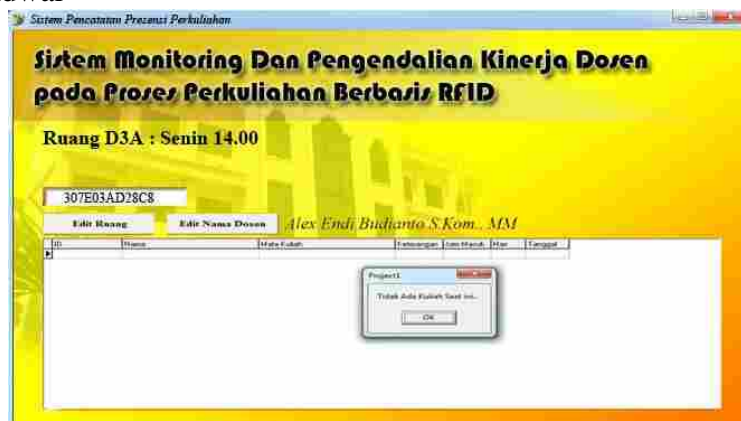 Sistem Pencatatan Prezensi Perkuliahan
Sistem Monitoring Dan Pengendalian Kinerja Dosen
pada Proses Perkuliahan Berbasis RFID
Ruang D3A : Senin 14.00
307E03AD28C8
Edit Ruang
Edit Nama Dosen
Alex Endi Budianto S.Kom., MM
ID Nama Mata Kuliah Keterangan Jam Masuk Hari Tanggal
Project1
Tidak Ada Kuliah Saat ini..
OK